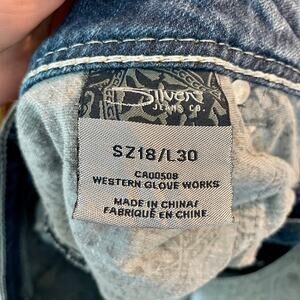 Silver
JEANS CO.
SZ18/L30
CA00508
WESTERN GLOVE WORKS
MADE IN CHINA/
FABRIQUÉ EN CHINE